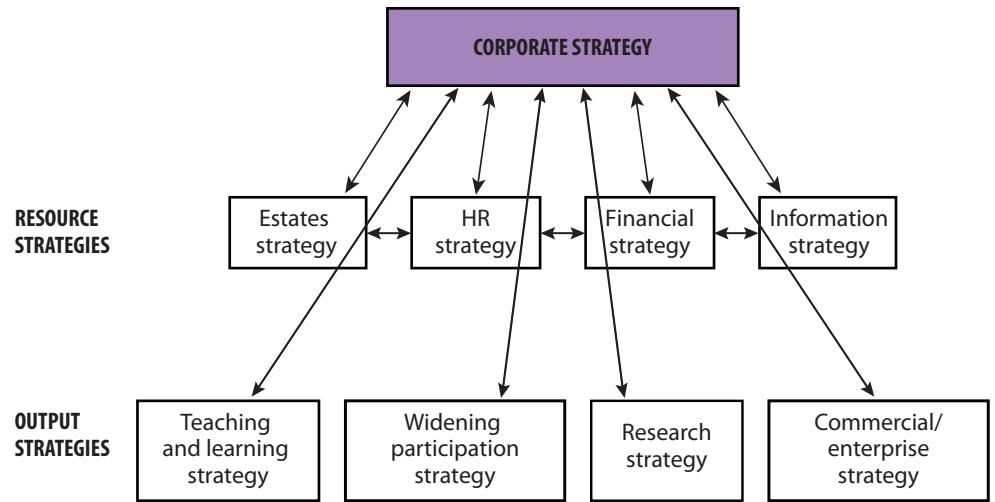 CORPORATE STRATEGY
RESOURCE
STRATEGIES
Estates
strategy
HR
strategy
Financial
strategy
Information
strategy
OUTPUT
STRATEGIES
Teaching
and learning
strategy
Widening
participation
strategy
Research
strategy
Commercial/
enterprise
strategy